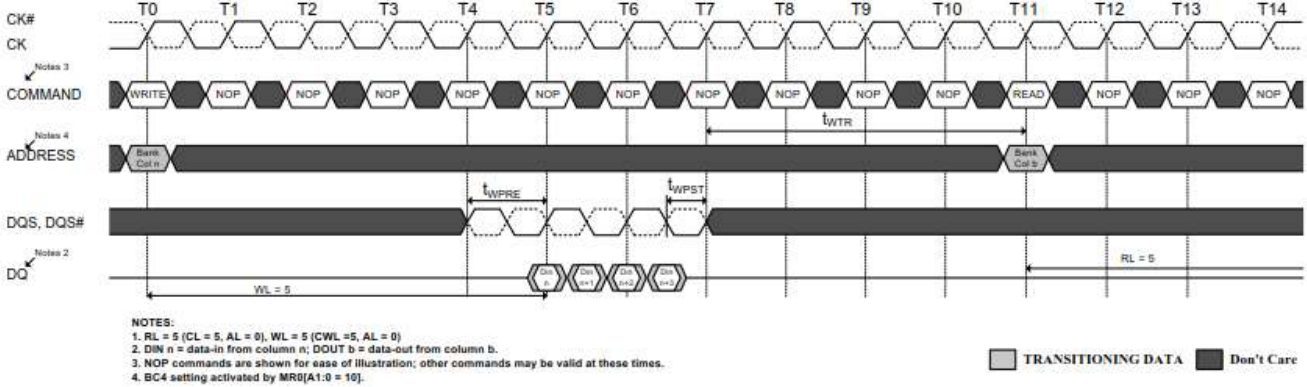 T0 T1 T2 T3 T4 T5 T6 T7 T8 T9 T10 T11 T12 T13 T14
CK#
CK
Notes 3
COMMAND WRITE NOP NOP NOP NOP NOP NOP NOP NOP NOP NOP READ NOP NOP NOP
tWTR
Notes 4
ADDRESS Bank Col n Bank Col b
tWPRE tWPST
DQS, DQS#
Notes 2
DQ Din n Din n+1 Din n+2 Din n+3
RL = 5
WL = 5
NOTES:
1. RL = 5 (CL = 5, AL = 0), WL = 5 (CWL =5, AL = 0)
2. DIN n = data-in from column n; DOUT b = data-out from column b.
3. NOP commands are shown for ease of illustration; other commands may be valid at these times.
4. BC4 setting activated by MR0[A1:0 = 10].
TRANSITIONING DATA Don't Care